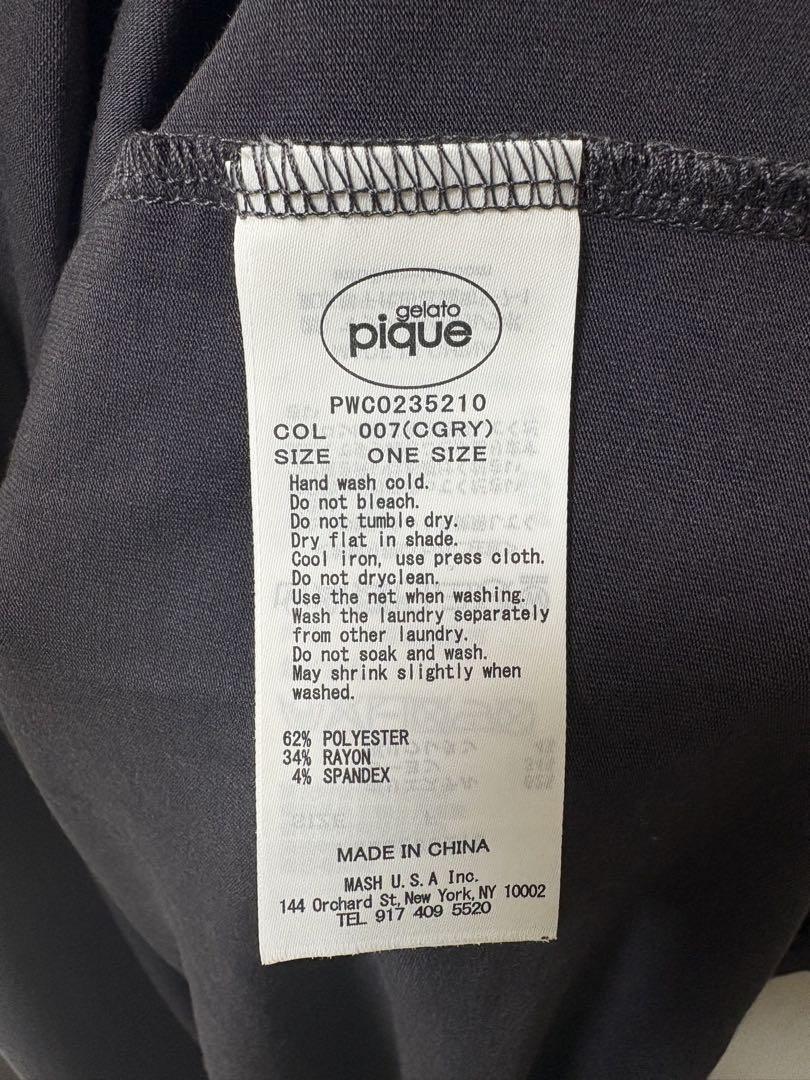 gelato
pique
PWC0235210
COL 007(CGRY)
SIZE ONE SIZE
Hand wash cold.
Do not bleach.
Do not tumble dry.
Dry flat in shade.
Cool iron, use press cloth.
Do not dryclean.
Use the net when washing.
Wash the laundry separately
from other laundry.
Do not soak and wash.
May shrink slightly when
washed.
62% POLYESTER
34% RAYON
4% SPANDEX
MADE IN CHINA
MASH U.S.A Inc.
144 Orchard St, New York, NY 10002
TEL 917 409 5520